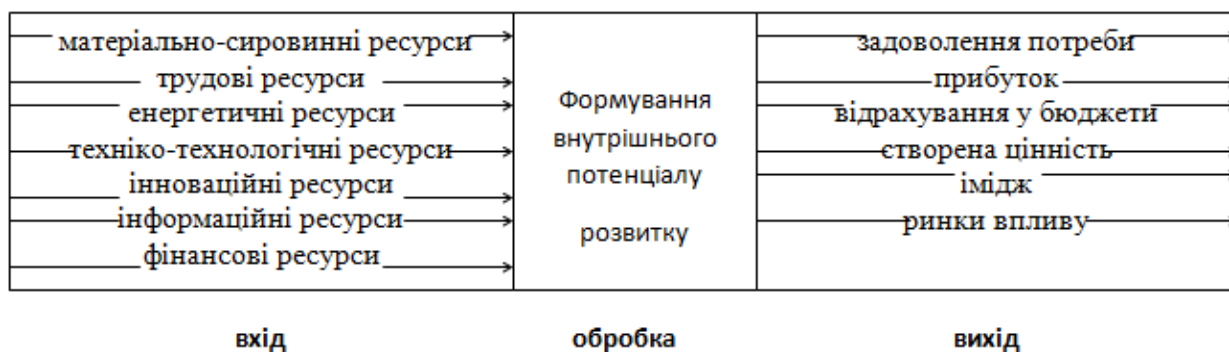 матеріально-сировинні ресурси
трудові ресурси
енергетичні ресурси
техніко-технологічні ресурси
інноваційні ресурси
інформаційні ресурси
фінансові ресурси
Формування
внутрішнього
потенціалу
розвитку
задоволення потреби
прибуток
відрахування у бюджети
створена цінність
імідж
ринки впливу
вхід
обробка
вихід